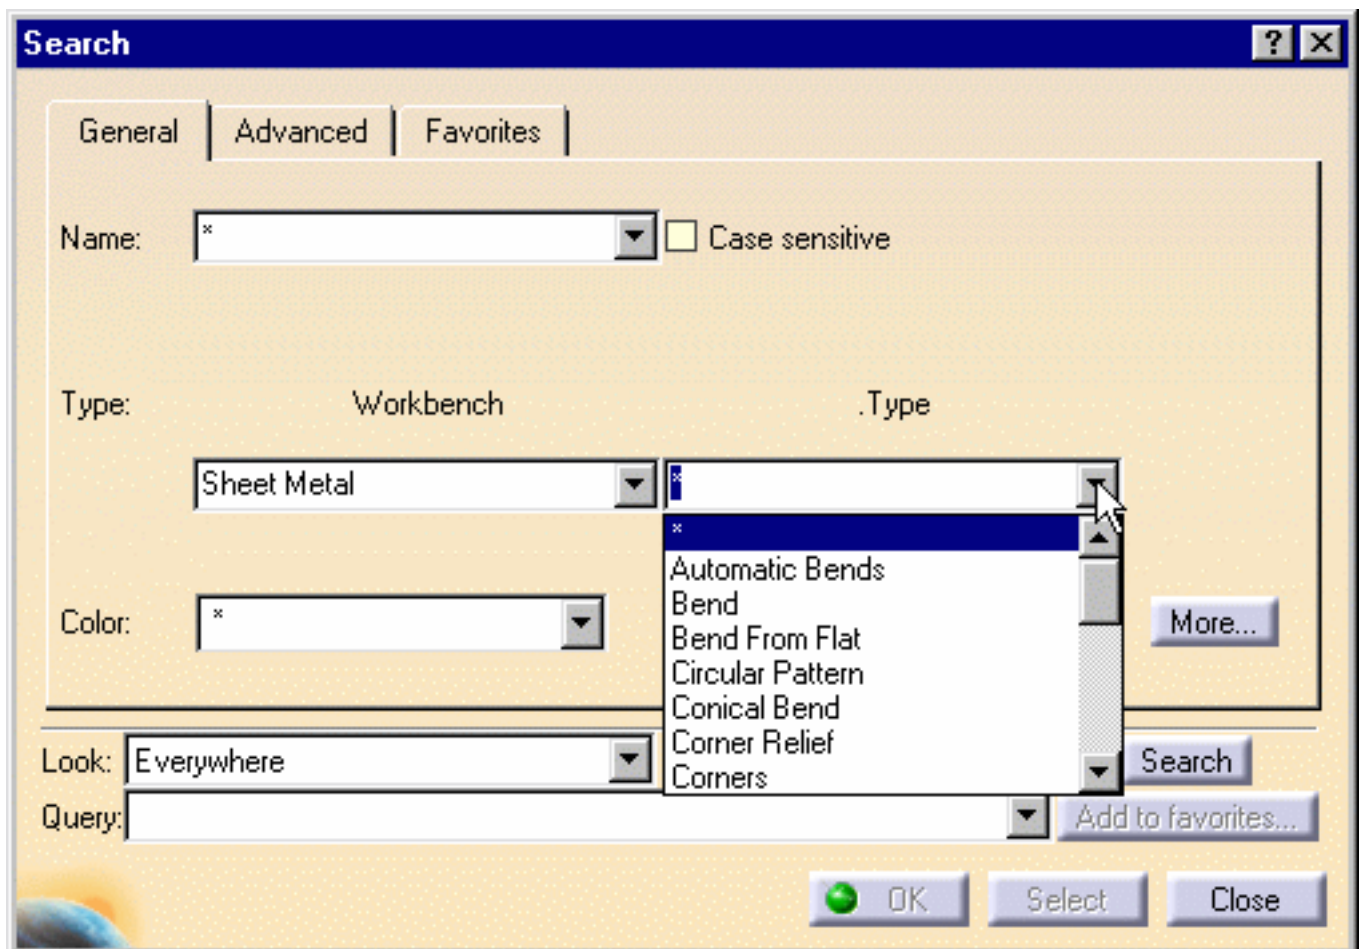 Search
General Advanced Favorites
Name: * Case sensitive
Type: Workbench .Type
Sheet Metal *
*
Automatic Bends
Bend
Bend From Flat
Circular Pattern
Conical Bend
Corner Relief
Corners
Color: * More...
Look: Everywhere Search
Query: Add to favorites...
OK Select Close